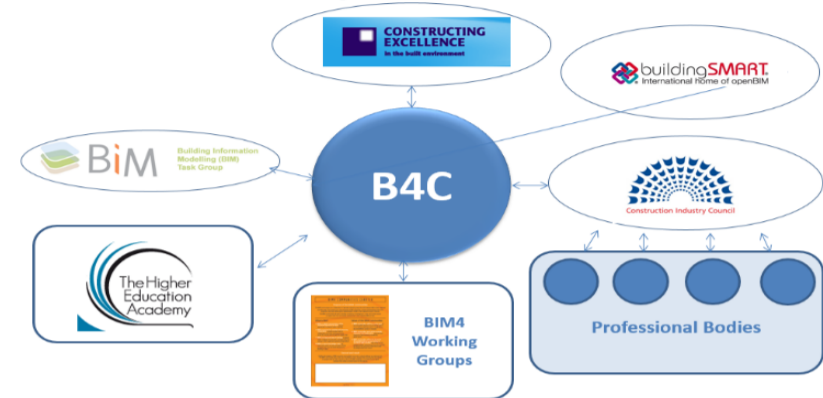 CONSTRUCTING
EXCELLENCE
in the built environment
buildingSMART®
International home of openBIM
BiM
Building Information
Modelling (BIM)
Task Group
B4C
Construction Industry Council
The Higher
Education
Academy
BIM4
Working
Groups
Professional Bodies